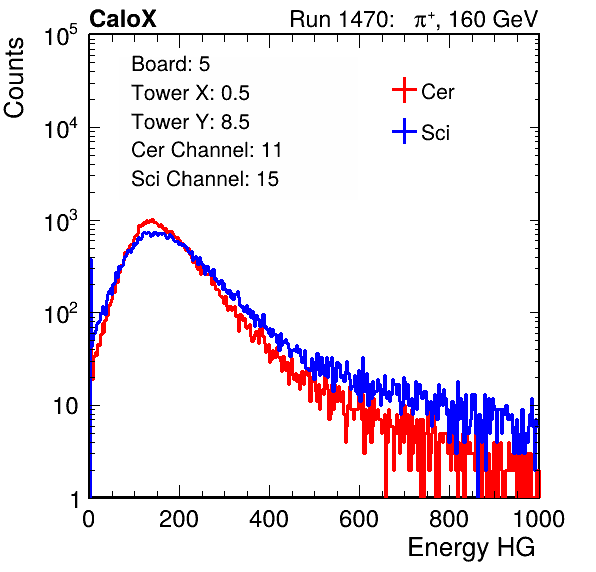 CaloX Run 1470: π⁺, 160 GeV
Counts
10⁵
10⁴
10³
10²
10
1
Board: 5
Tower X: 0.5
Tower Y: 8.5
Cer Channel: 11
Sci Channel: 15
Cer
Sci
0 200 400 600 800 1000
Energy HG